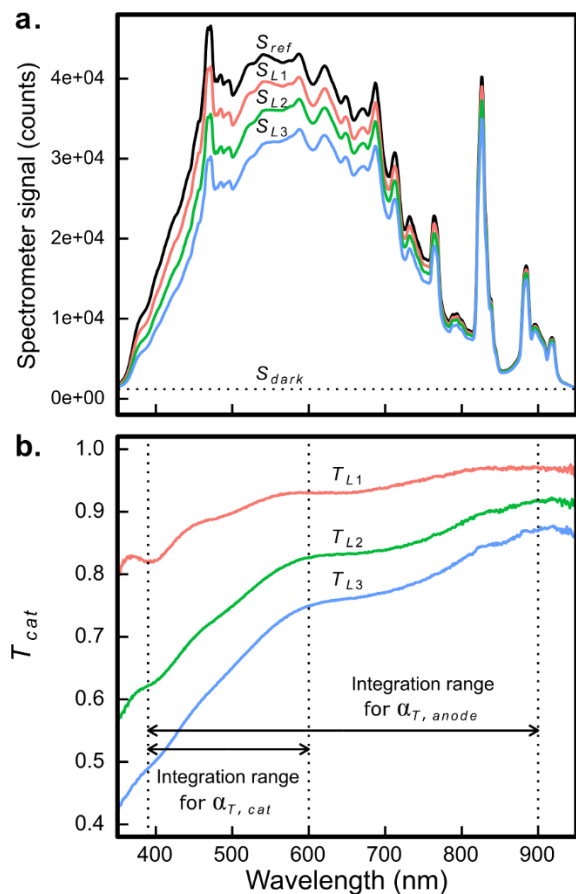 a.
Spectrometer signal (counts)
4e+04
3e+04
2e+04
1e+04
0e+00
S_ref
S_L1
S_L2
S_L3
S_dark
b.
T_cat
1.0
0.9
0.8
0.7
0.6
0.5
0.4
T_L1
T_L2
T_L3
Integration range
for α_T, anode
Integration range
for α_T, cat
400 500 600 700 800 900
Wavelength (nm)